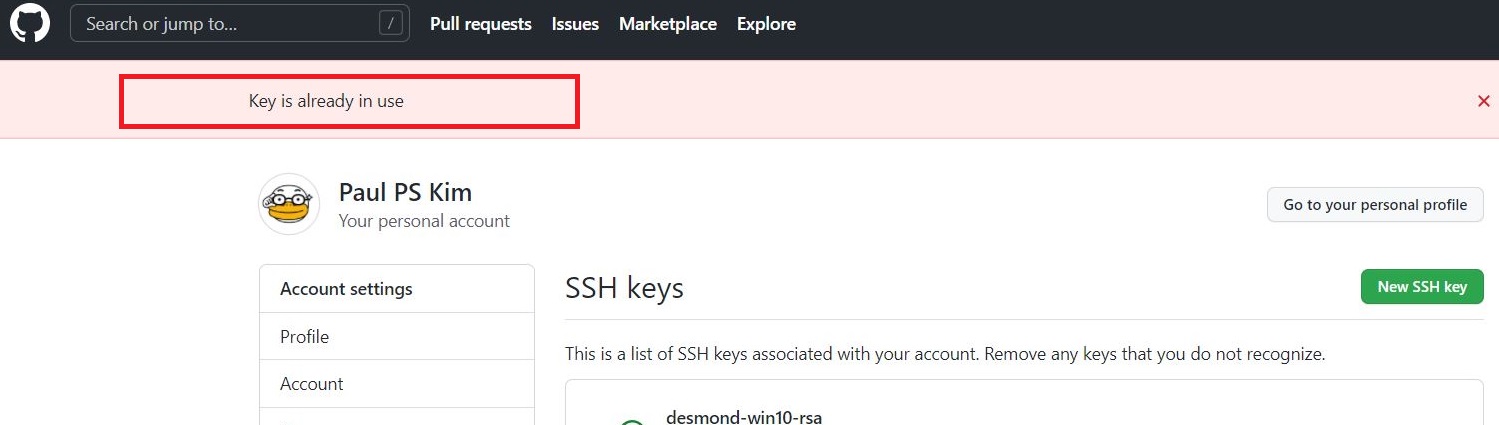 Search or jump to... /
Pull requests Issues Marketplace Explore
Key is already in use ×
Paul PS Kim
Your personal account
Go to your personal profile
Account settings
Profile
Account
SSH keys
New SSH key
This is a list of SSH keys associated with your account. Remove any keys that you do not recognize.
desmond-win10-rsa